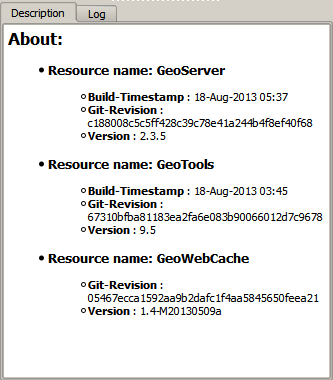 Description Log
About:
Resource name: GeoServer
Build-Timestamp : 18-Aug-2013 05:37
Git-Revision :
c188008c5c5ff428c39c78e41a244b4f8ef40f68
Version : 2.3.5
Resource name: GeoTools
Build-Timestamp : 18-Aug-2013 03:45
Git-Revision :
67310bfba81183ea2fa6e083b90066012d7c9678
Version : 9.5
Resource name: GeoWebCache
Git-Revision :
05467ecca1592aa9b2dafc1f4aa5845650feea21
Version : 1.4-M20130509a